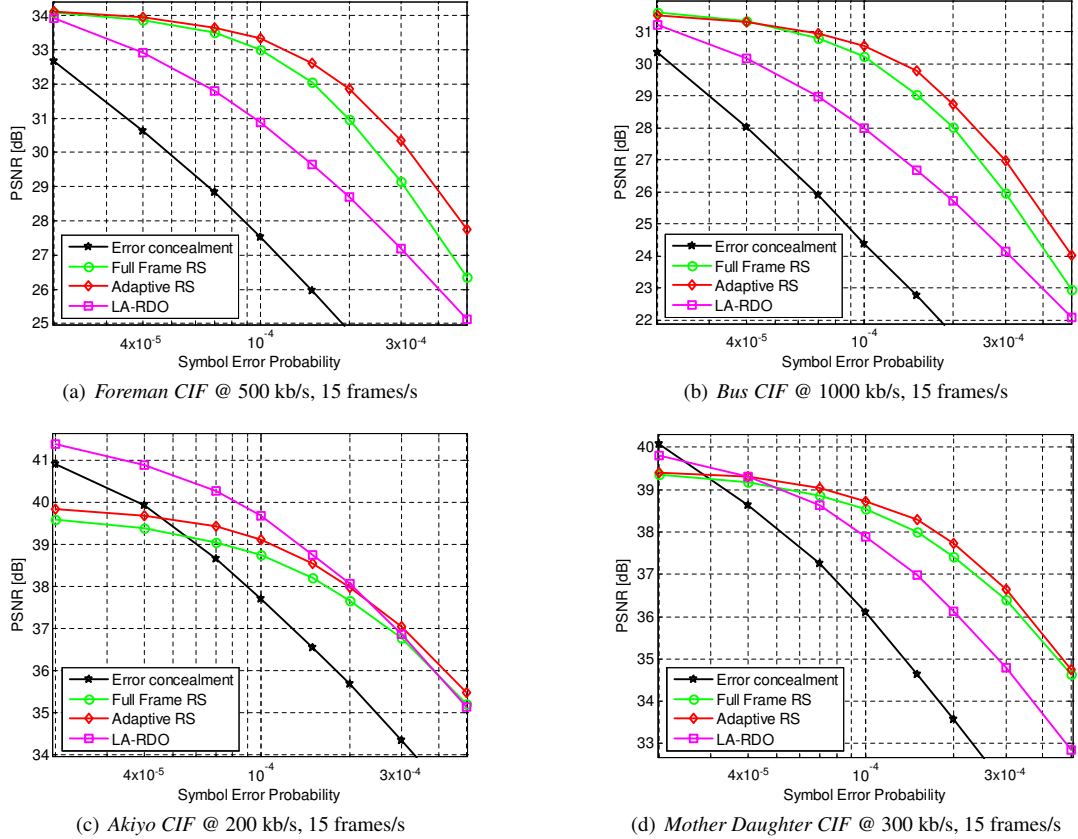 34
33
32
31
30
29
28
27
26
25
PSNR [dB]
Error concealment
Full Frame RS
Adaptive RS
LA-RDO
4x10-5
10-4
3x10-4
Symbol Error Probability
(a) Foreman CIF @ 500 kb/s, 15 frames/s
31
30
29
28
27
26
25
24
23
22
PSNR [dB]
Error concealment
Full Frame RS
Adaptive RS
LA-RDO
4x10-5
10-4
3x10-4
Symbol Error Probability
(b) Bus CIF @ 1000 kb/s, 15 frames/s
41
40
39
38
37
36
35
34
PSNR [dB]
Error concealment
Full Frame RS
Adaptive RS
LA-RDO
4x10-5
10-4
3x10-4
Symbol Error Probability
(c) Akiyo CIF @ 200 kb/s, 15 frames/s
40
39
38
37
36
35
34
33
PSNR [dB]
Error concealment
Full Frame RS
Adaptive RS
LA-RDO
4x10-5
10-4
3x10-4
Symbol Error Probability
(d) Mother Daughter CIF @ 300 kb/s, 15 frames/s